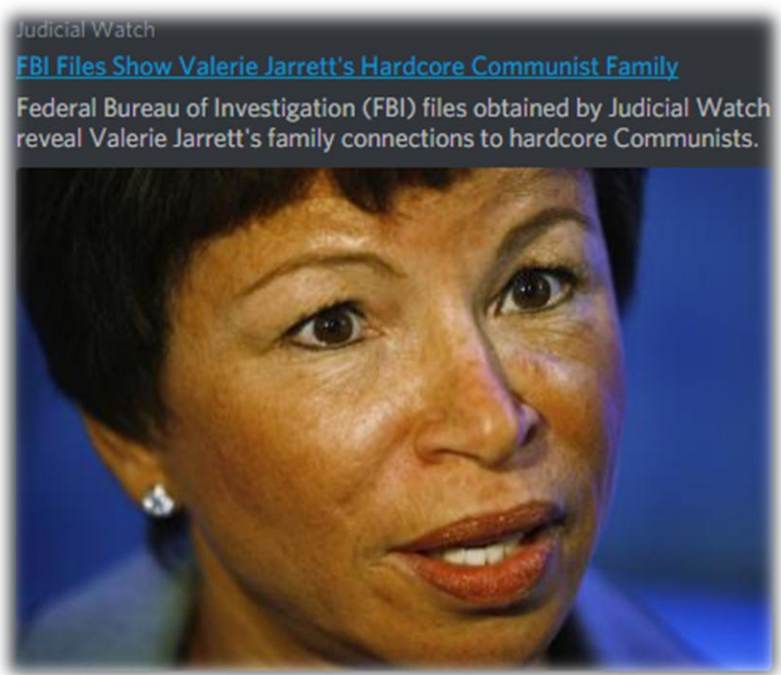 Judicial Watch
FBI Files Show Valerie Jarrett's Hardcore Communist Family
Federal Bureau of Investigation (FBI) files obtained by Judicial Watch
reveal Valerie Jarrett's family connections to hardcore Communists.